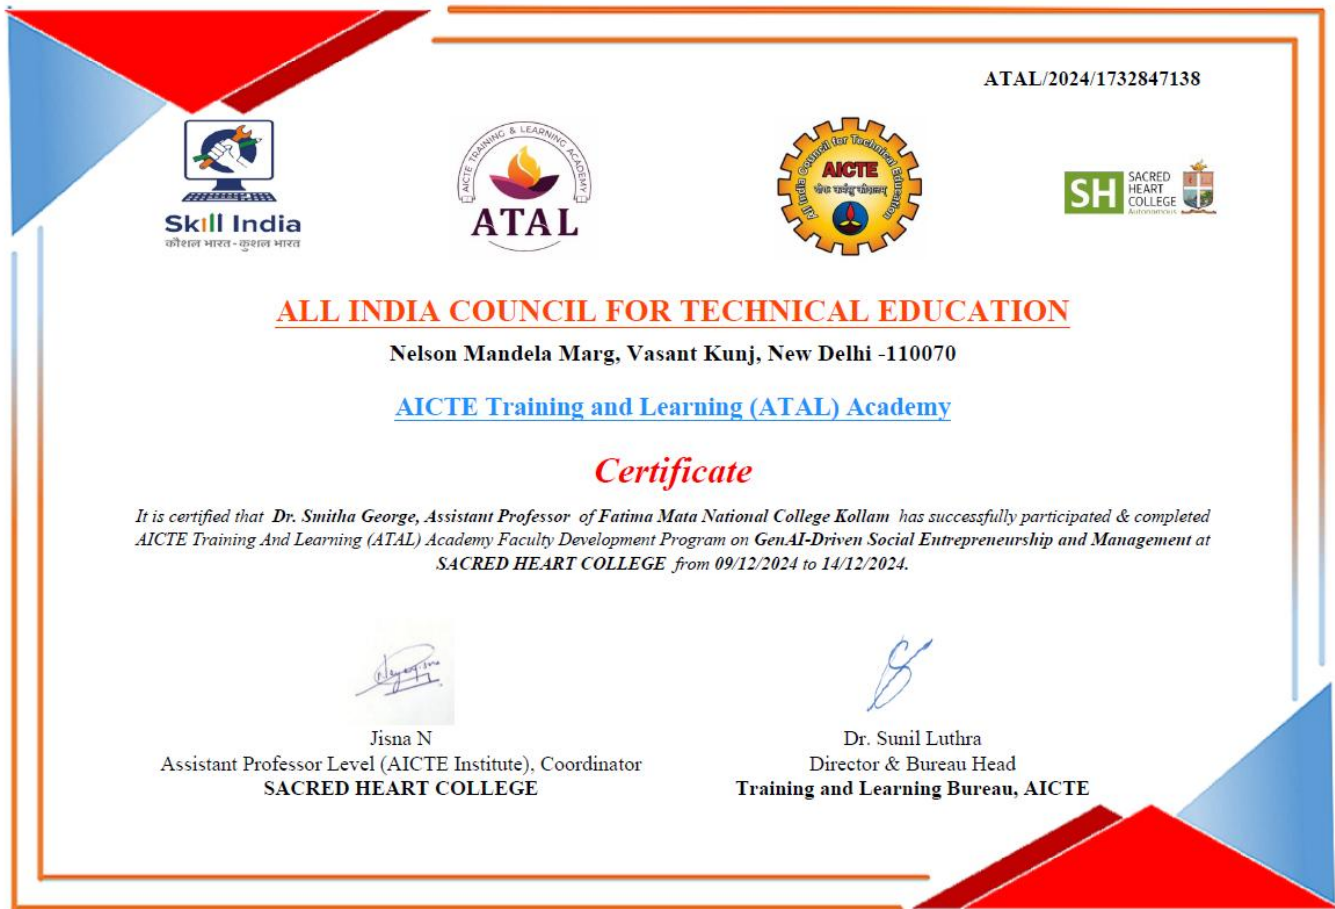 ATAL/2024/1732847138
Skill India
कौशल भारत - कुशल भारत
AICTE TRAINING & LEARNING ACADEMY
ATAL
All India Council for Technical Education
AICTE
SH
SACRED
HEART
COLLEGE
Autonomous
ALL INDIA COUNCIL FOR TECHNICAL EDUCATION
Nelson Mandela Marg, Vasant Kunj, New Delhi -110070
AICTE Training and Learning (ATAL) Academy
Certificate
It is certified that Dr. Smitha George, Assistant Professor of Fatima Mata National College Kollam has successfully participated & completed
AICTE Training And Learning (ATAL) Academy Faculty Development Program on GenAI-Driven Social Entrepreneurship and Management at
SACRED HEART COLLEGE from 09/12/2024 to 14/12/2024.
Jisna N
Assistant Professor Level (AICTE Institute), Coordinator
SACRED HEART COLLEGE
Dr. Sunil Luthra
Director & Bureau Head
Training and Learning Bureau, AICTE